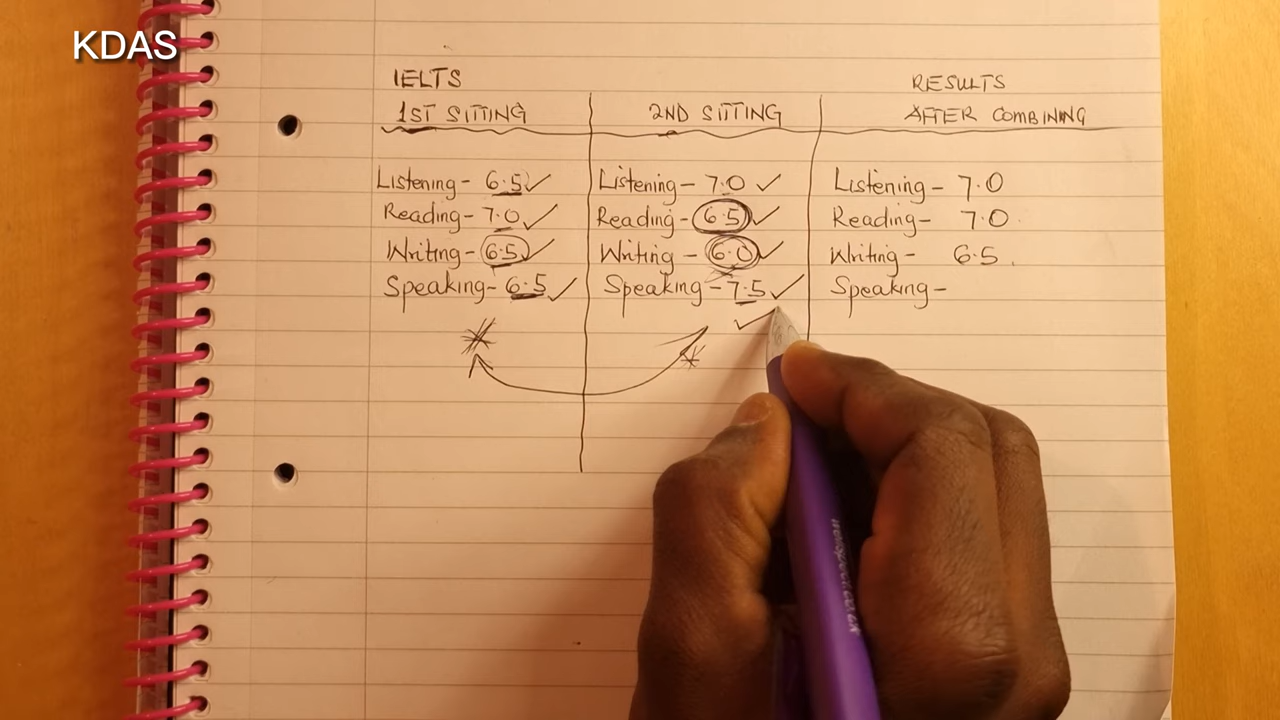 KDAS
IELTS
1ST SITTING
Listening- 6.5
Reading- 7.0
Writing- 6.5
Speaking- 6.5
2ND SITTING
Listening- 7.0
Reading- 6.5
Writing- 6.0
Speaking- 7.5
RESULTS
AFTER COMBINING
Listening- 7.0
Reading- 7.0
Writing- 6.5
Speaking-